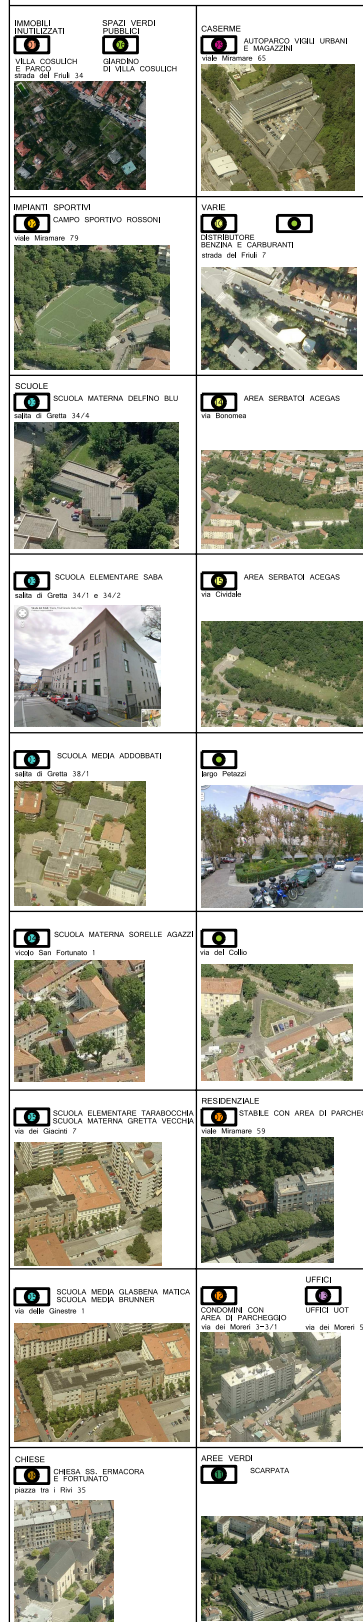 IMMOBILI
INUTILIZZATI
SPAZI VERDI
PUBBLICI
VILLA COSULICH
E PARCO
strada del Friuli 34
GIARDINO
DI VILLA COSULICH
CASERME
AUTOPARCO VIGILI URBANI
E MAGAZZINI
viale Miramare 65
IMPIANTI SPORTIVI
CAMPO SPORTIVO ROSSONI
viale Miramare 79
VARIE
DISTRIBUTORE
BENZINA E CARBURANTI
strada del Friuli 7
SCUOLE
SCUOLA MATERNA DELFINO BLU
salita di Gretta 34/4
AREA SERBATOI ACEGAS
via Bonomea
SCUOLA ELEMENTARE SABA
salita di Gretta 34/1 e 34/2
AREA SERBATOI ACEGAS
via Cividale
SCUOLA MEDIA ADDOBBATI
salita di Gretta 38/1
largo Petazzi
SCUOLA MATERNA SORELLE AGAZZI
vicolo San Fortunato 1
via del Collio
SCUOLA ELEMENTARE TARABOCCHIA
SCUOLA MATERNA GRETTA VECCHIA
via dei Giacinti 7
RESIDENZIALE
STABILE CON AREA DI PARCHEG
viale Miramare 59
SCUOLA MEDIA GLASBENA MATICA
SCUOLA MEDIA BRUNNER
via delle Ginestre 1
CONDOMINI CON
AREA DI PARCHEGGIO
via dei Moreri 3-3/1
UFFICI
UFFICI UOT
via dei Moreri 5
CHIESE
CHIESA SS. ERMACORA
E FORTUNATO
piazza tra i Rivi 35
AREE VERDI
SCARPATA